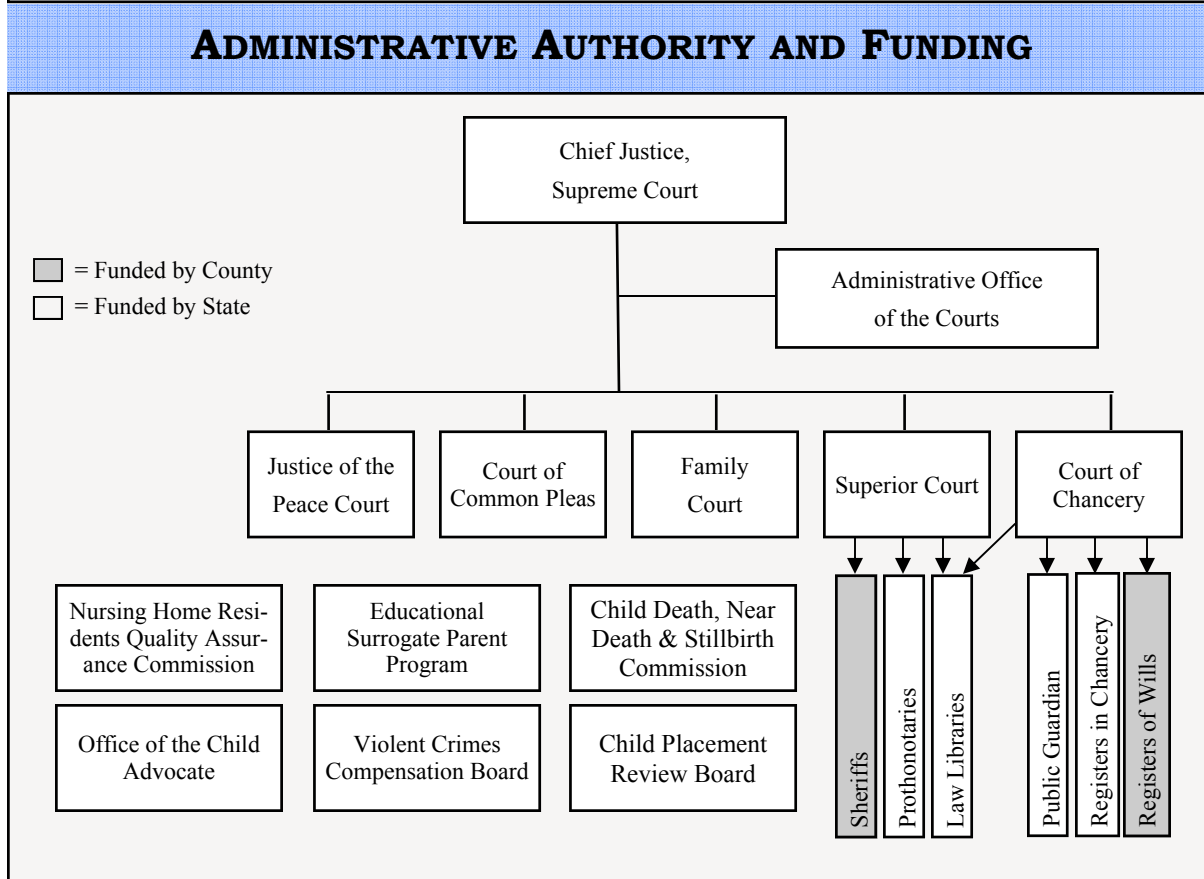 ADMINISTRATIVE AUTHORITY AND FUNDING
Chief Justice,
Supreme Court
= Funded by County
= Funded by State
Administrative Office
of the Courts
Justice of the
Peace Court
Court of
Common Pleas
Family
Court
Superior Court
Court of
Chancery
Nursing Home Resi-
dents Quality Assur-
ance Commission
Educational
Surrogate Parent
Program
Child Death, Near
Death & Stillbirth
Commission
Office of the Child
Advocate
Violent Crimes
Compensation Board
Child Placement
Review Board
Sheriffs
Prothonotaries
Law Libraries
Public Guardian
Registers in Chancery
Registers of Wills